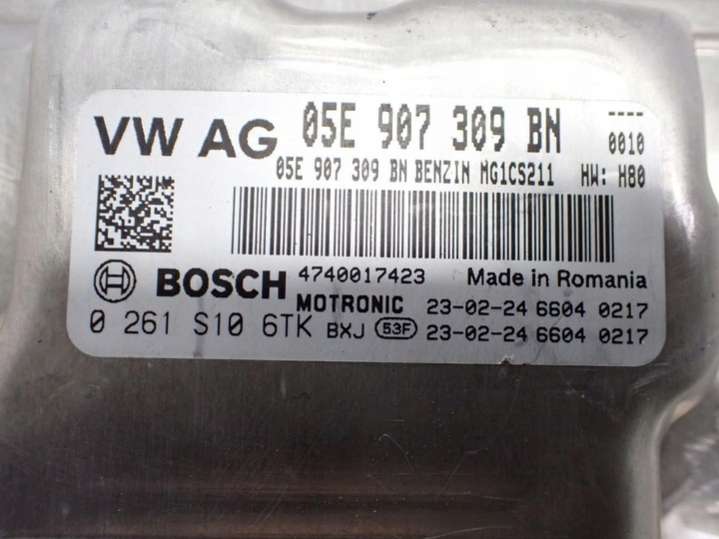 VW AG 05E 907 309 BN ----
0010
05E 907 309 BN BENZIN MG1CS211 HW: H80
BOSCH 4740017423 Made in Romania
MOTRONIC 23-02-24 6604 0217
0 261 S10 6TK BXJ 53F 23-02-24 6604 0217